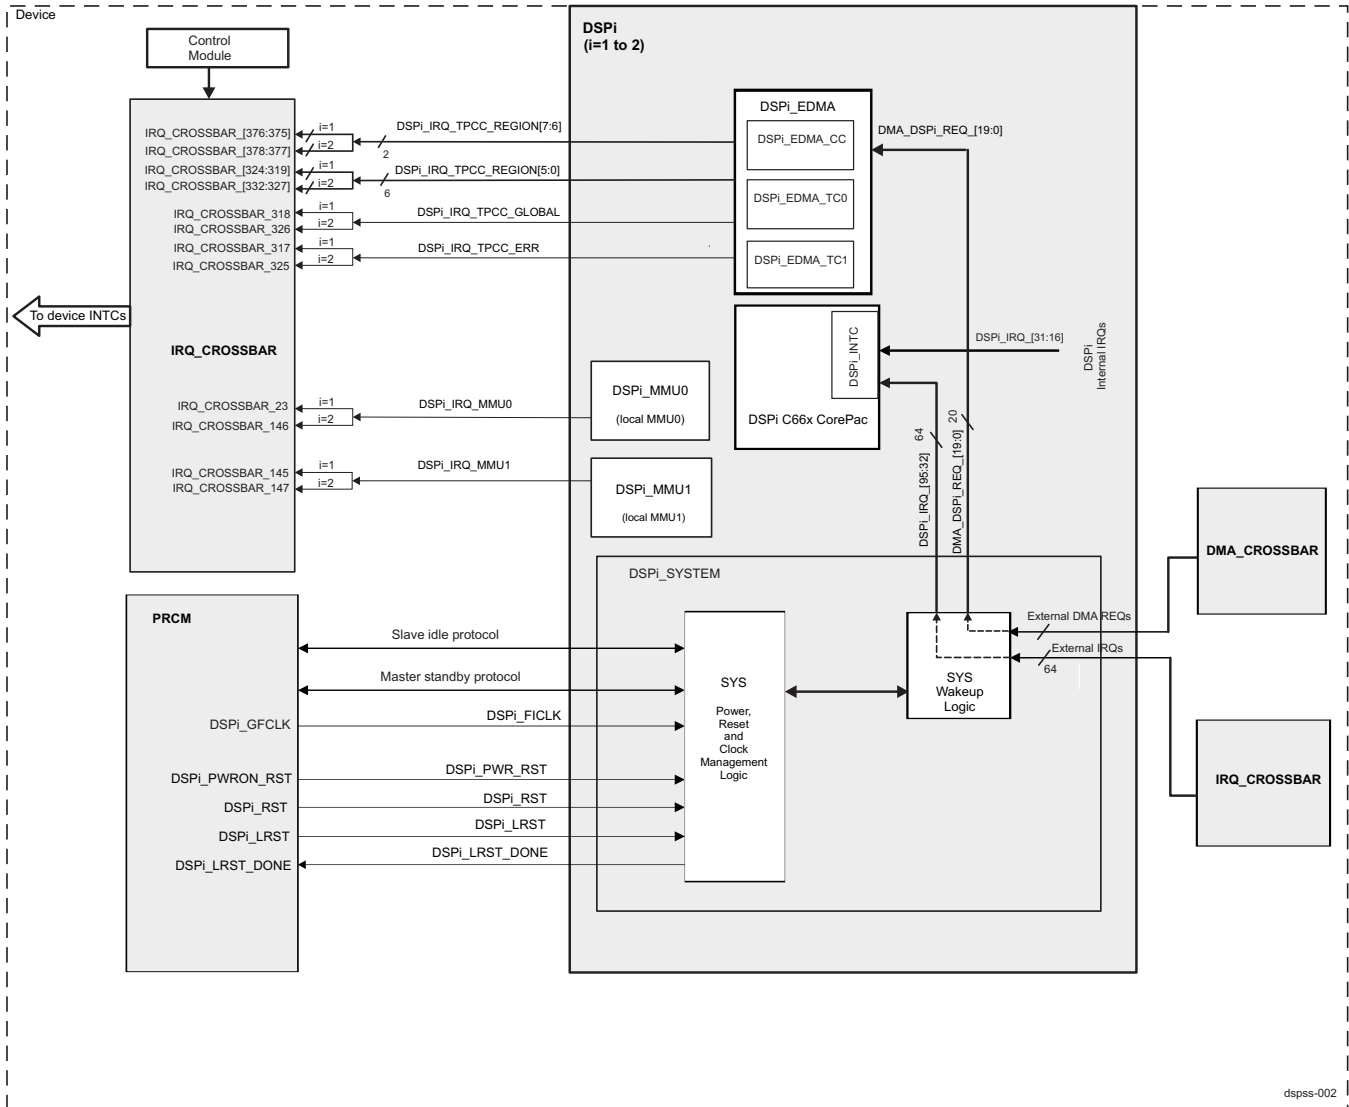 Device
Control
Module
DSPi
(i=1 to 2)
IRQ_CROSSBAR_[376:375]
i=1
IRQ_CROSSBAR_[378:377]
i=2
DSPi_IRQ_TPCC_REGION[7:6]
2
IRQ_CROSSBAR_[324:319]
i=1
IRQ_CROSSBAR_[332:327]
i=2
DSPi_IRQ_TPCC_REGION[5:0]
6
IRQ_CROSSBAR_318
i=1
IRQ_CROSSBAR_326
i=2
DSPi_IRQ_TPCC_GLOBAL
IRQ_CROSSBAR_317
i=1
IRQ_CROSSBAR_325
i=2
DSPi_IRQ_TPCC_ERR
To device INTCs
IRQ_CROSSBAR
IRQ_CROSSBAR_23
i=1
IRQ_CROSSBAR_146
i=2
DSPi_IRQ_MMU0
IRQ_CROSSBAR_145
i=1
IRQ_CROSSBAR_147
i=2
DSPi_IRQ_MMU1
DSPi_EDMA
DSPi_EDMA_CC
DSPi_EDMA_TC0
DSPi_EDMA_TC1
DMA_DSPi_REQ_[19:0]
DSPi_INTC
DSPi C66x CorePac
DSPi_IRQ_[31:16]
DSPi
Internal IRQs
DSPi_MMU0
(local MMU0)
DSPi_MMU1
(local MMU1)
64
DSPi_IRQ_[95:32]
20
DMA_DSPi_REQ_[19:0]
DMA_CROSSBAR
DSPi_SYSTEM
External DMA REQs
External IRQs
64
SYS
Wakeup
Logic
SYS
Power,
Reset
and
Clock
Management
Logic
IRQ_CROSSBAR
PRCM
Slave idle protocol
Master standby protocol
DSPi_GFCLK
DSPi_FICLK
DSPi_PWRON_RST
DSPi_PWR_RST
DSPi_RST
DSPi_RST
DSPi_LRST
DSPi_LRST
DSPi_LRST_DONE
DSPi_LRST_DONE
dspss-002